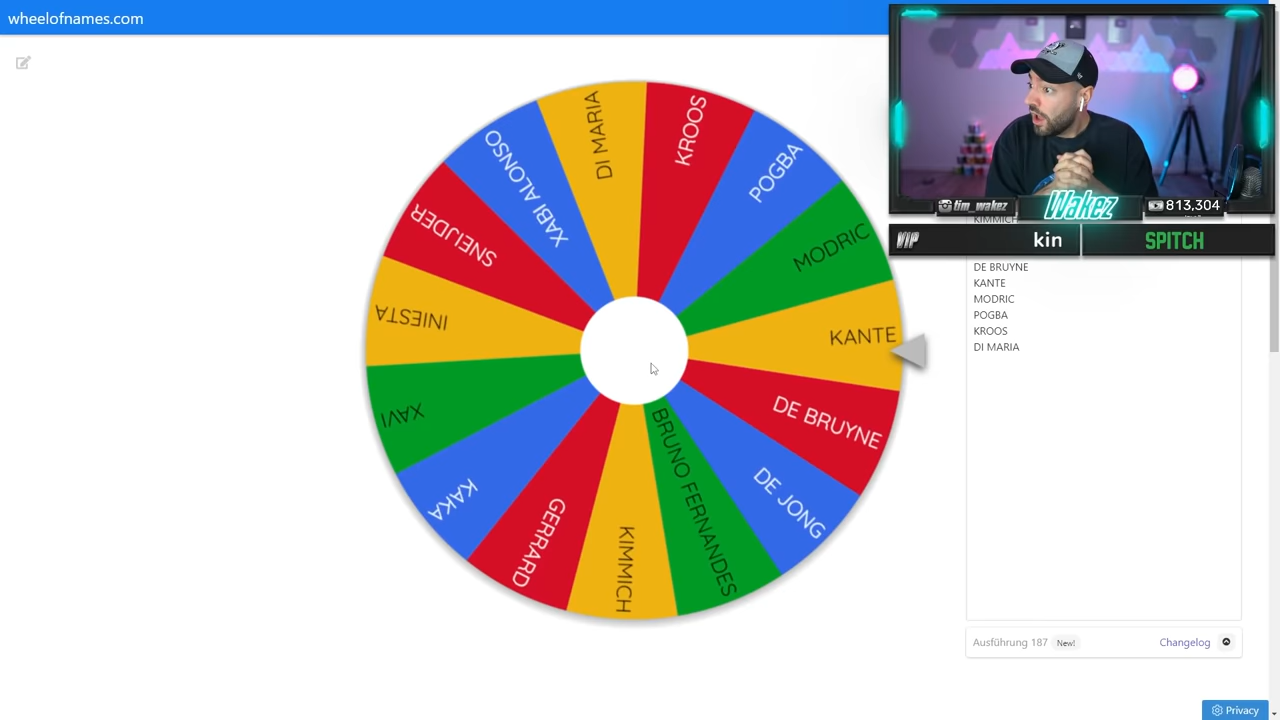 wheelofnames.com
DI MARIA
KROOS
POGBA
MODRIC
KANTE
DE BRUYNE
DE JONG
BRUNO FERNANDES
KIMMICH
GERRARD
KAKA
XAVI
INIESTA
SNEIJDER
XABI ALONSO
tim_wakez
Wakez
813,304
VIP
kin
SPITCH
KIMMICH
DE BRUYNE
KANTE
MODRIC
POGBA
KROOS
DI MARIA
Ausführung 187 New! Changelog
Privacy